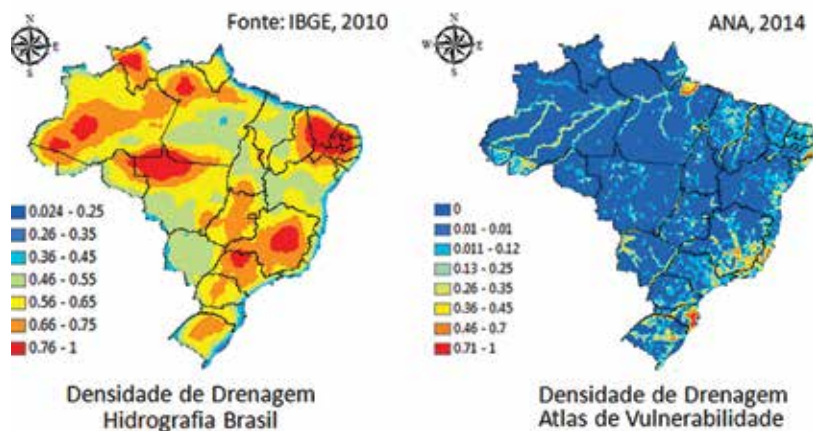 Fonte: IBGE, 2010
N
E
S
0.024 - 0.25
0.26 - 0.35
0.36 - 0.45
0.46 - 0.55
0.56 - 0.65
0.66 - 0.75
0.76 - 1
Densidade de Drenagem
Hidrografia Brasil
ANA, 2014
N
W
E
S
0
0.01 - 0.01
0.011 - 0.12
0.13 - 0.25
0.26 - 0.35
0.36 - 0.45
0.46 - 0.7
0.71 - 1
Densidade de Drenagem
Atlas de Vulnerabilidade